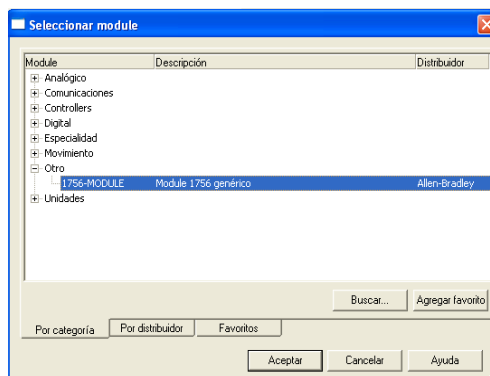 Seleccionar module
Module Descripción Distribuidor
Analógico
Comunicaciones
Controllers
Digital
Especialidad
Movimiento
Otro
1756-MODULE Module 1756 genérico Allen-Bradley
Unidades
Buscar... Agregar favorito
Por categoría Por distribuidor Favoritos
Aceptar Cancelar Ayuda